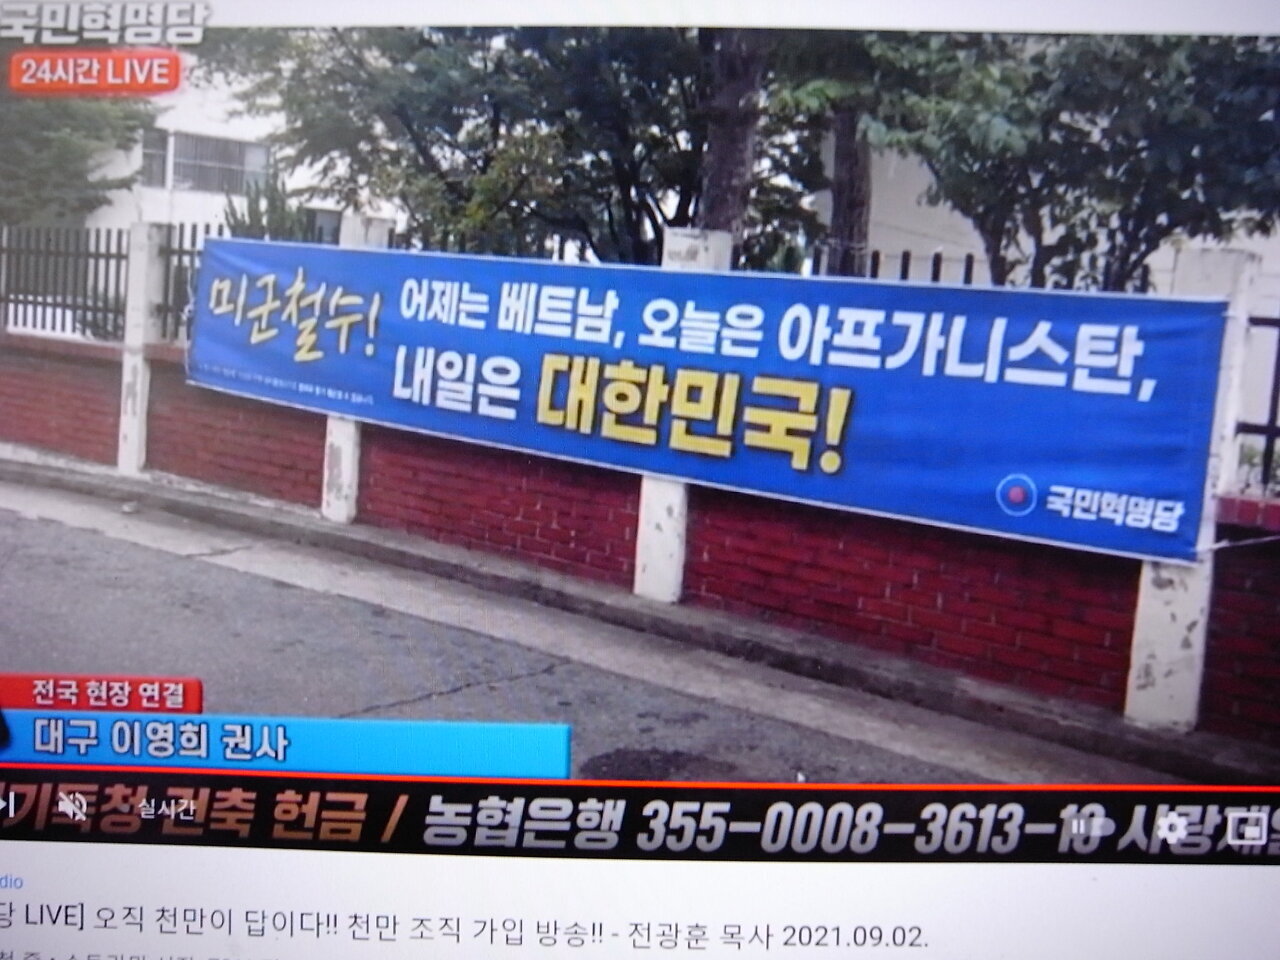 국민혁명당
24시간 LIVE
미군철수!
어제는 베트남, 오늘은 아프가니스탄,
내일은 대한민국!
국민혁명당
전국 현장 연결
대구 이영희 권사
건축 헌금 / 농협은행 355-0008-3613-
실시간
dio
당 LIVE] 오직 천만이 답이다!! 천만 조직 가입 방송!! - 전광훈 목사 2021.09.02.